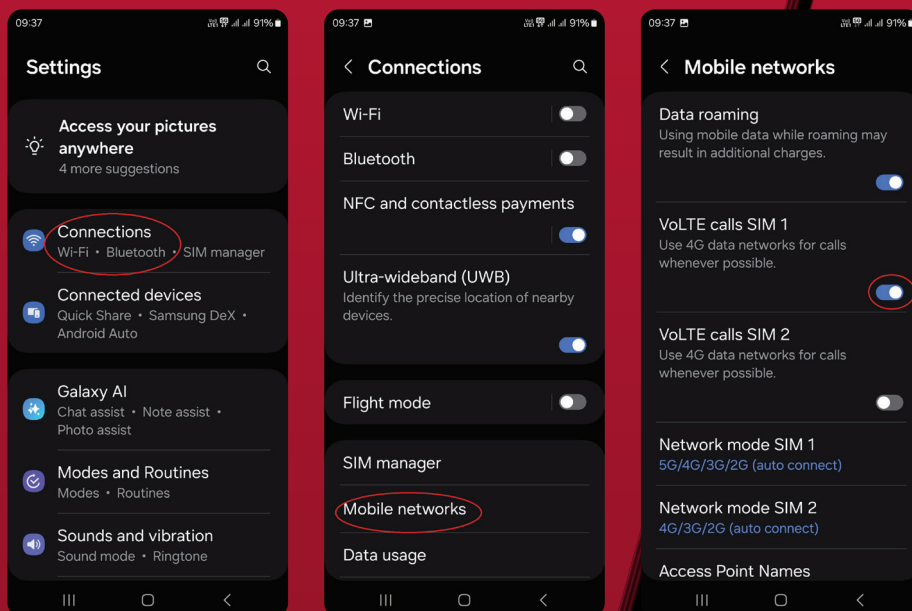 09:37
91%
Settings
Access your pictures
anywhere
4 more suggestions
Connections
Wi-Fi • Bluetooth • SIM manager
Connected devices
Quick Share • Samsung DeX •
Android Auto
Galaxy AI
Chat assist • Note assist •
Photo assist
Modes and Routines
Modes • Routines
Sounds and vibration
Sound mode • Ringtone
09:37
91%
Connections
Wi-Fi
Bluetooth
NFC and contactless payments
Ultra-wideband (UWB)
Identify the precise location of nearby
devices.
Flight mode
SIM manager
Mobile networks
Data usage
09:37
91%
Mobile networks
Data roaming
Using mobile data while roaming may
result in additional charges.
VoLTE calls SIM 1
Use 4G data networks for calls
whenever possible.
VoLTE calls SIM 2
Use 4G data networks for calls
whenever possible.
Network mode SIM 1
5G/4G/3G/2G (auto connect)
Network mode SIM 2
4G/3G/2G (auto connect)
Access Point Names